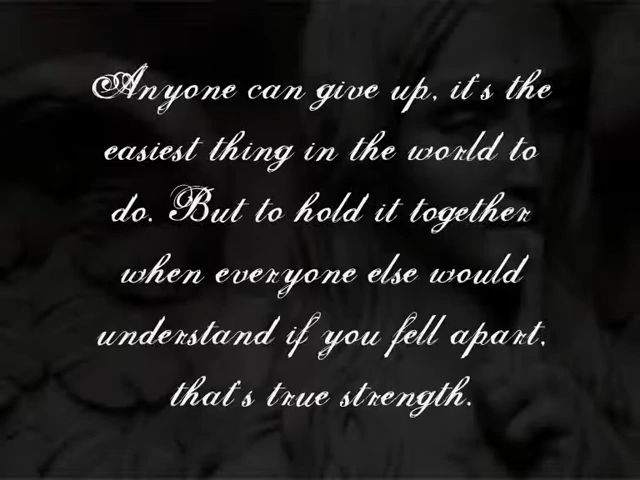 Anyone can give up, it's the
easiest thing in the world to
do. But to hold it together
when everyone else would
understand if you fell apart,
that's true strength.